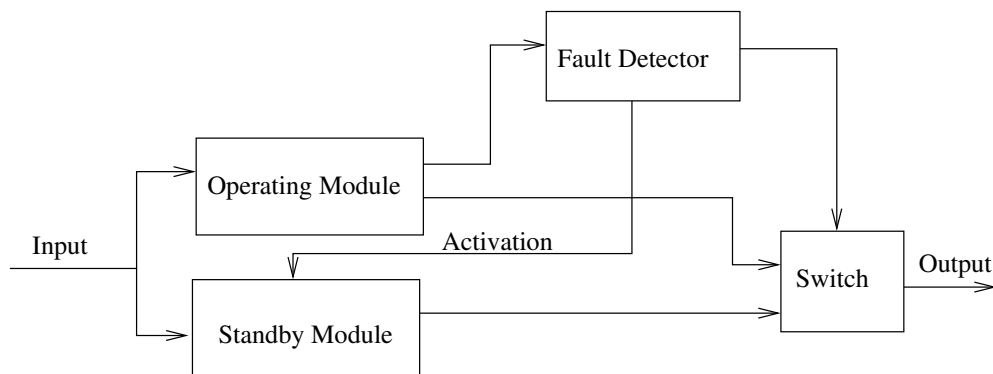 Fault Detector
Operating Module
Input
Activation
Switch
Output
Standby Module